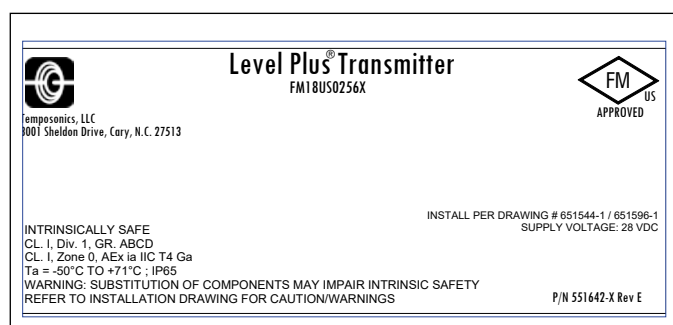 Level Plus® Transmitter
FM18US0256X
FM
US
APPROVED
Temposonics, LLC
3001 Sheldon Drive, Cary, N.C. 27513
INSTALL PER DRAWING # 651544-1 / 651596-1
SUPPLY VOLTAGE: 28 VDC
INTRINSICALLY SAFE
CL. I, Div. 1, GR. ABCD
CL. I, Zone 0, AEx ia IIC T4 Ga
Ta = -50°C TO +71°C ; IP65
WARNING: SUBSTITUTION OF COMPONENTS MAY IMPAIR INTRINSIC SAFETY
REFER TO INSTALLATION DRAWING FOR CAUTION/WARNINGS
P/N 551642-X Rev E